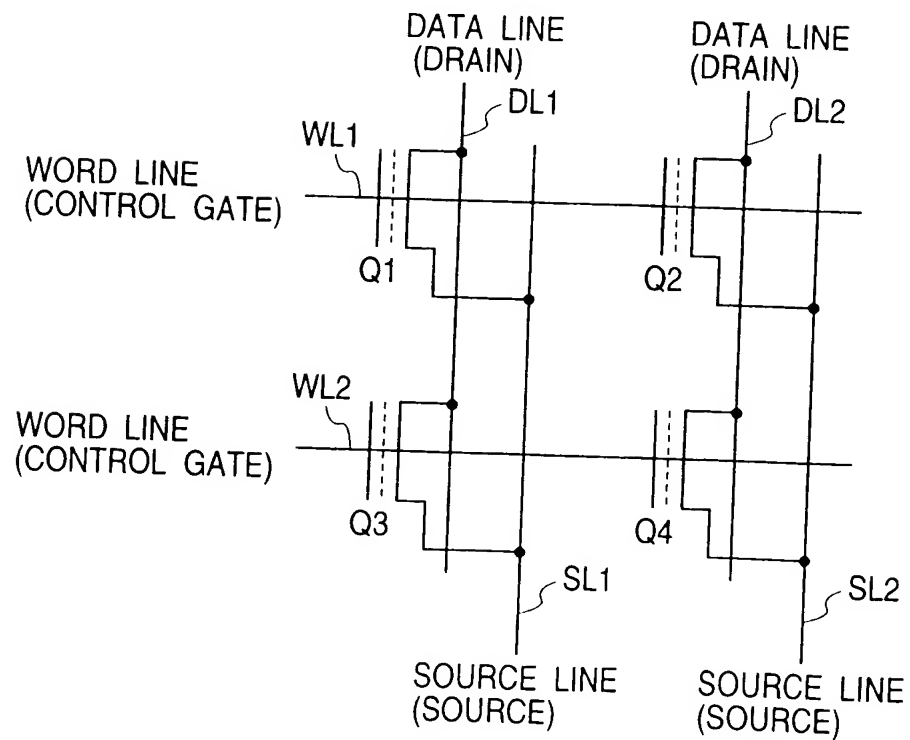 DATA LINE
(DRAIN)
DATA LINE
(DRAIN)
DL1
DL2
WL1
WORD LINE
(CONTROL GATE)
Q1
Q2
WL2
WORD LINE
(CONTROL GATE)
Q3
Q4
SL1
SL2
SOURCE LINE
(SOURCE)
SOURCE LINE
(SOURCE)